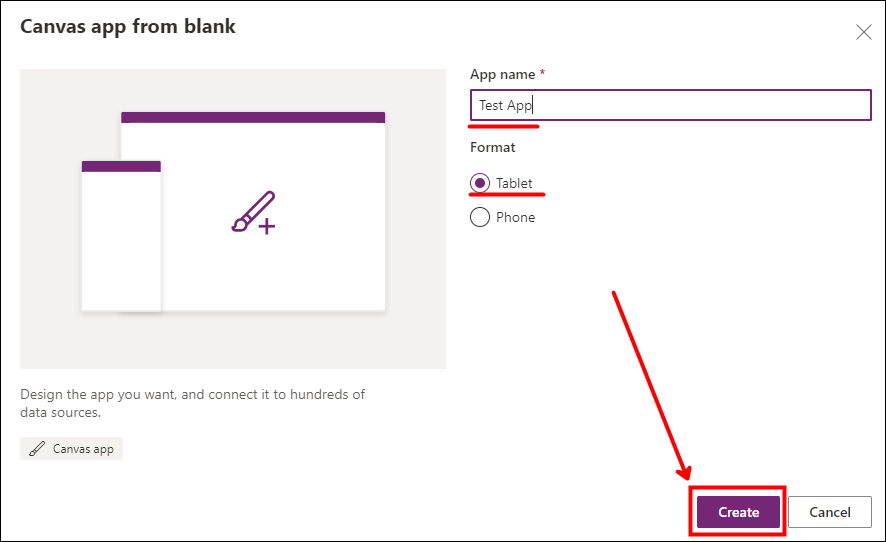 Canvas app from blank
App name *
Test App
Format
Tablet
Phone
Design the app you want, and connect it to hundreds of
data sources.
Canvas app
Create
Cancel